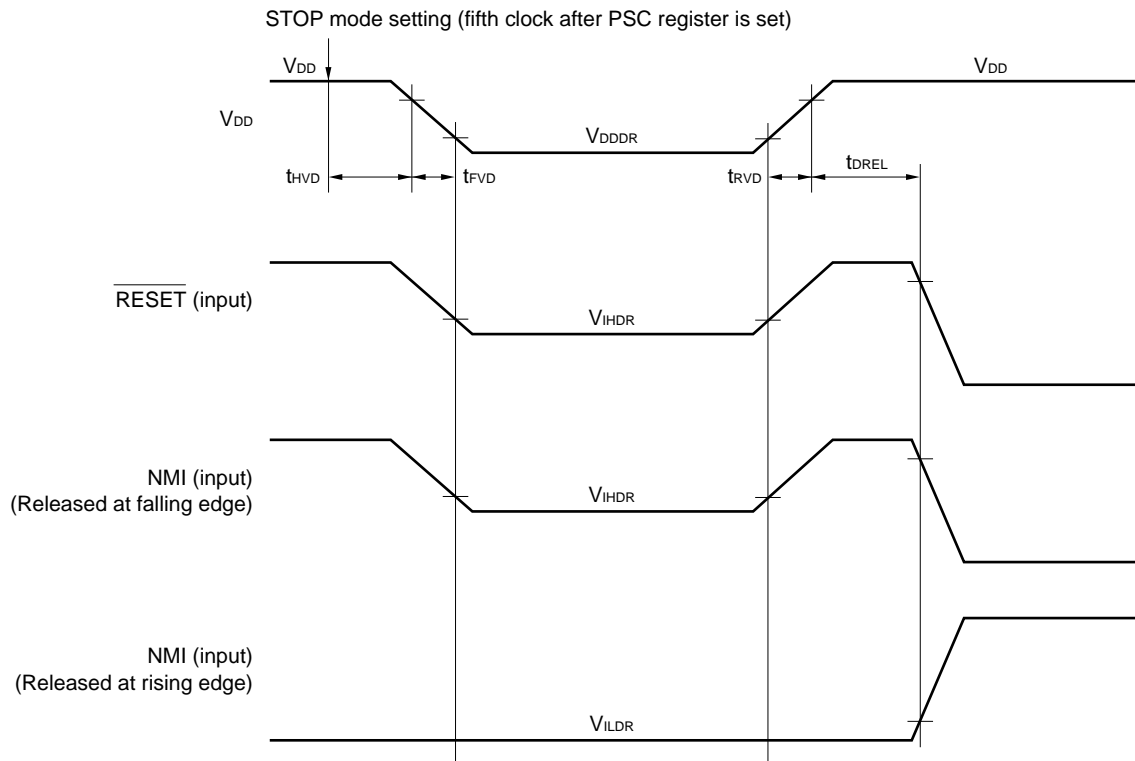 STOP mode setting (fifth clock after PSC register is set)
VDD
VDD
VDD
VDDDR
tHVD
tFVD
tRVD
tDREL
RESET (input)
VIHDR
NMI (input)
(Released at falling edge)
VIHDR
NMI (input)
(Released at rising edge)
VILDR